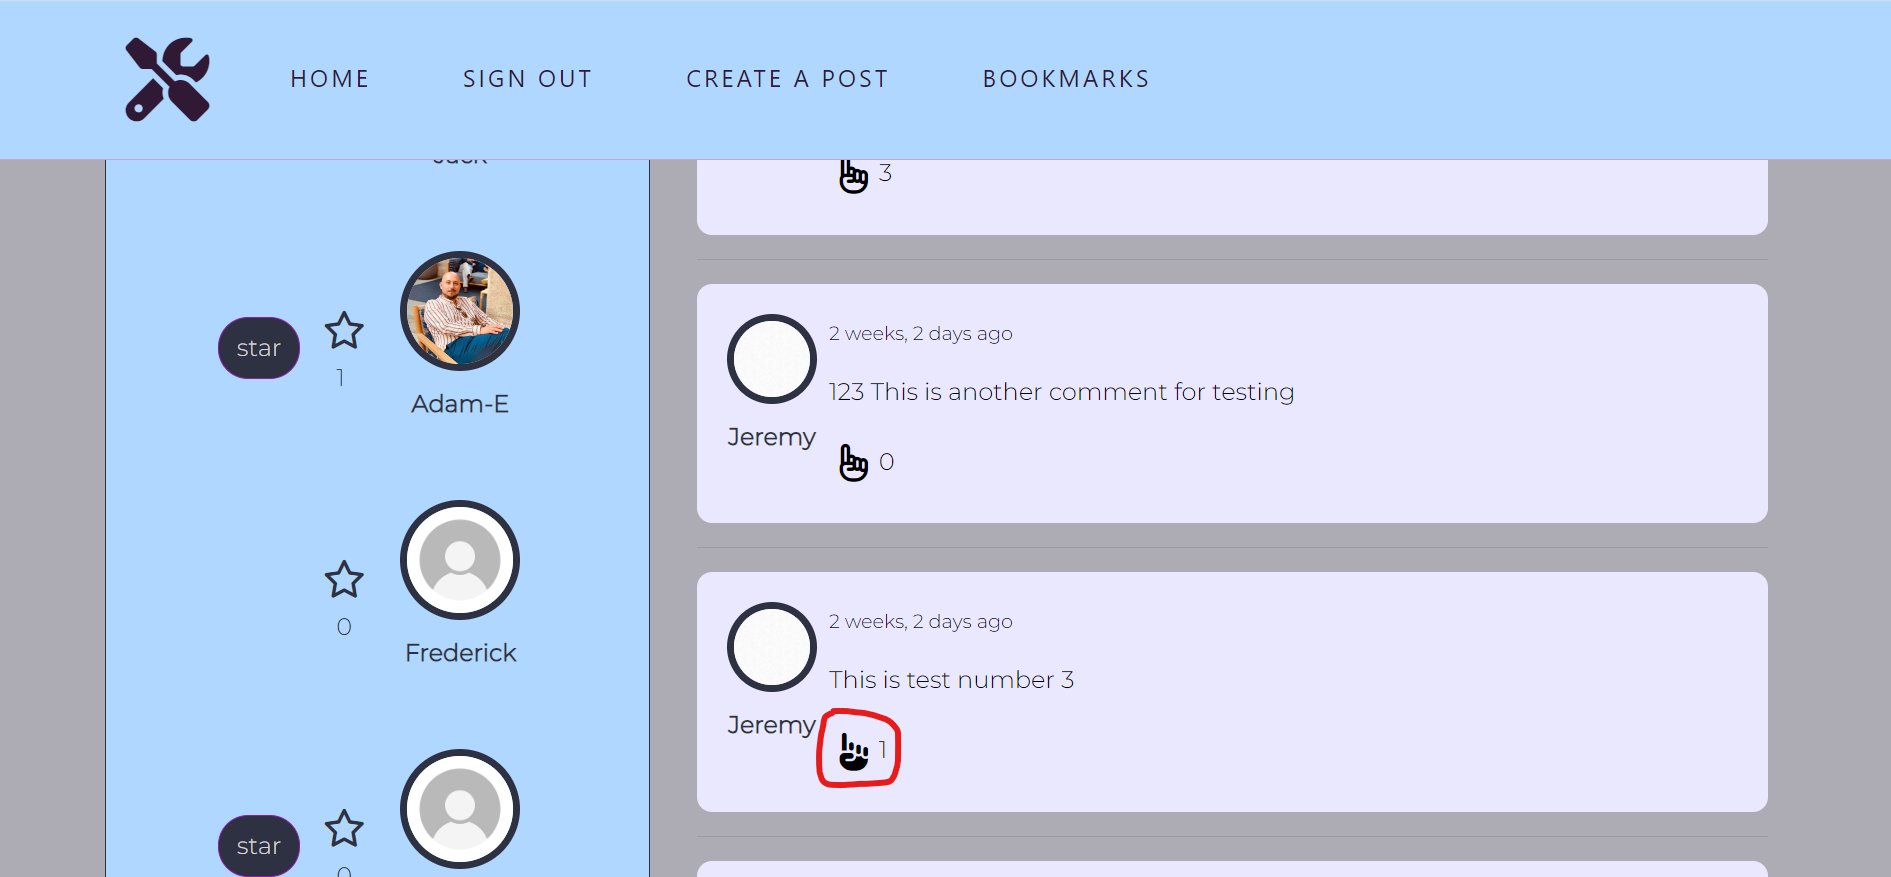 HOME SIGN OUT CREATE A POST BOOKMARKS
star
1
Adam-E
0
Frederick
star
3
2 weeks, 2 days ago
123 This is another comment for testing
Jeremy
0
2 weeks, 2 days ago
This is test number 3
Jeremy
1